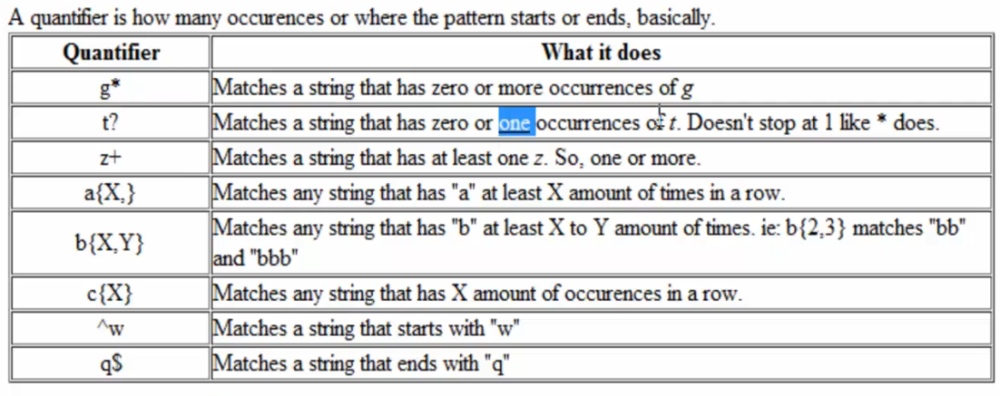 A quantifier is how many occurences or where the pattern starts or ends, basically.
Quantifier What it does
g* Matches a string that has zero or more occurrences of g
t? Matches a string that has zero or one occurrences of t. Doesn't stop at 1 like * does.
z+ Matches a string that has at least one z. So, one or more.
a{X,} Matches any string that has "a" at least X amount of times in a row.
b{X,Y} Matches any string that has "b" at least X to Y amount of times. ie: b{2,3} matches "bb"
and "bbb"
c{X} Matches any string that has X amount of occurences in a row.
^w Matches a string that starts with "w"
q$ Matches a string that ends with "q"